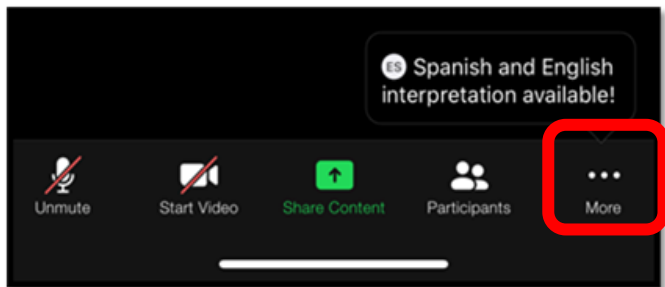 ES Spanish and English
interpretation available!
Unmute
Start Video
Share Content
Participants
More